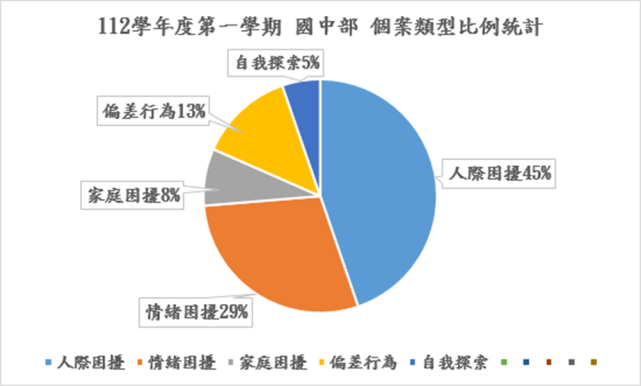 112學年度第一學期 國中部 個案類型比例統計
自我探索5%
偏差行為13%
人際困擾45%
家庭困擾8%
情緒困擾29%
人際困擾 情緒困擾 家庭困擾 偏差行為 自我探索